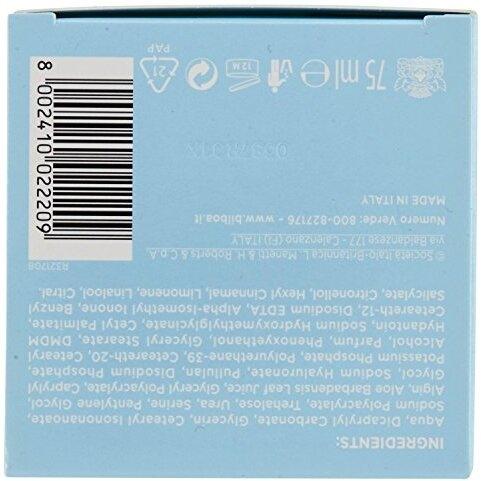 INGREDIENTS:
Aqua, Dicaprylyl Carbonate, Glycerin, Cetearyl Isononanoate,
Sodium Polyacrylate, Trehalose, Urea, Serine, Pentylene Glycol,
Algin, Aloe Barbadensis Leaf Juice, Glyceryl Polyacrylate, Caprylyl
Glycol, Sodium Hyaluronate, Pullulan, Disodium Phosphate,
Potassium Phosphate, Polyurethane-39, Ceteareth-20, Cetearyl
Alcohol, Parfum, Phenoxyethanol, Glyceryl Stearate, DMDM
Hydantoin, Sodium Hydroxymethylglycinate, Cetyl Palmitate,
Ceteareth-12, Disodium EDTA, Alpha-Isomethyl Ionone, Benzyl
Salicylate, Citronellol, Hexyl Cinnamal, Limonene, Linalool, Citral.
R321708
© Società Italo-Britannica L. Manetti & H. Roberts & C.p.A.
via Baldanzese 177 - Calenzano (FI) ITALY
Numero Verde: 800-827176 - www.bilboa.it
MADE IN ITALY
75 ml e
12 M
21
PAP
8 002410 022209